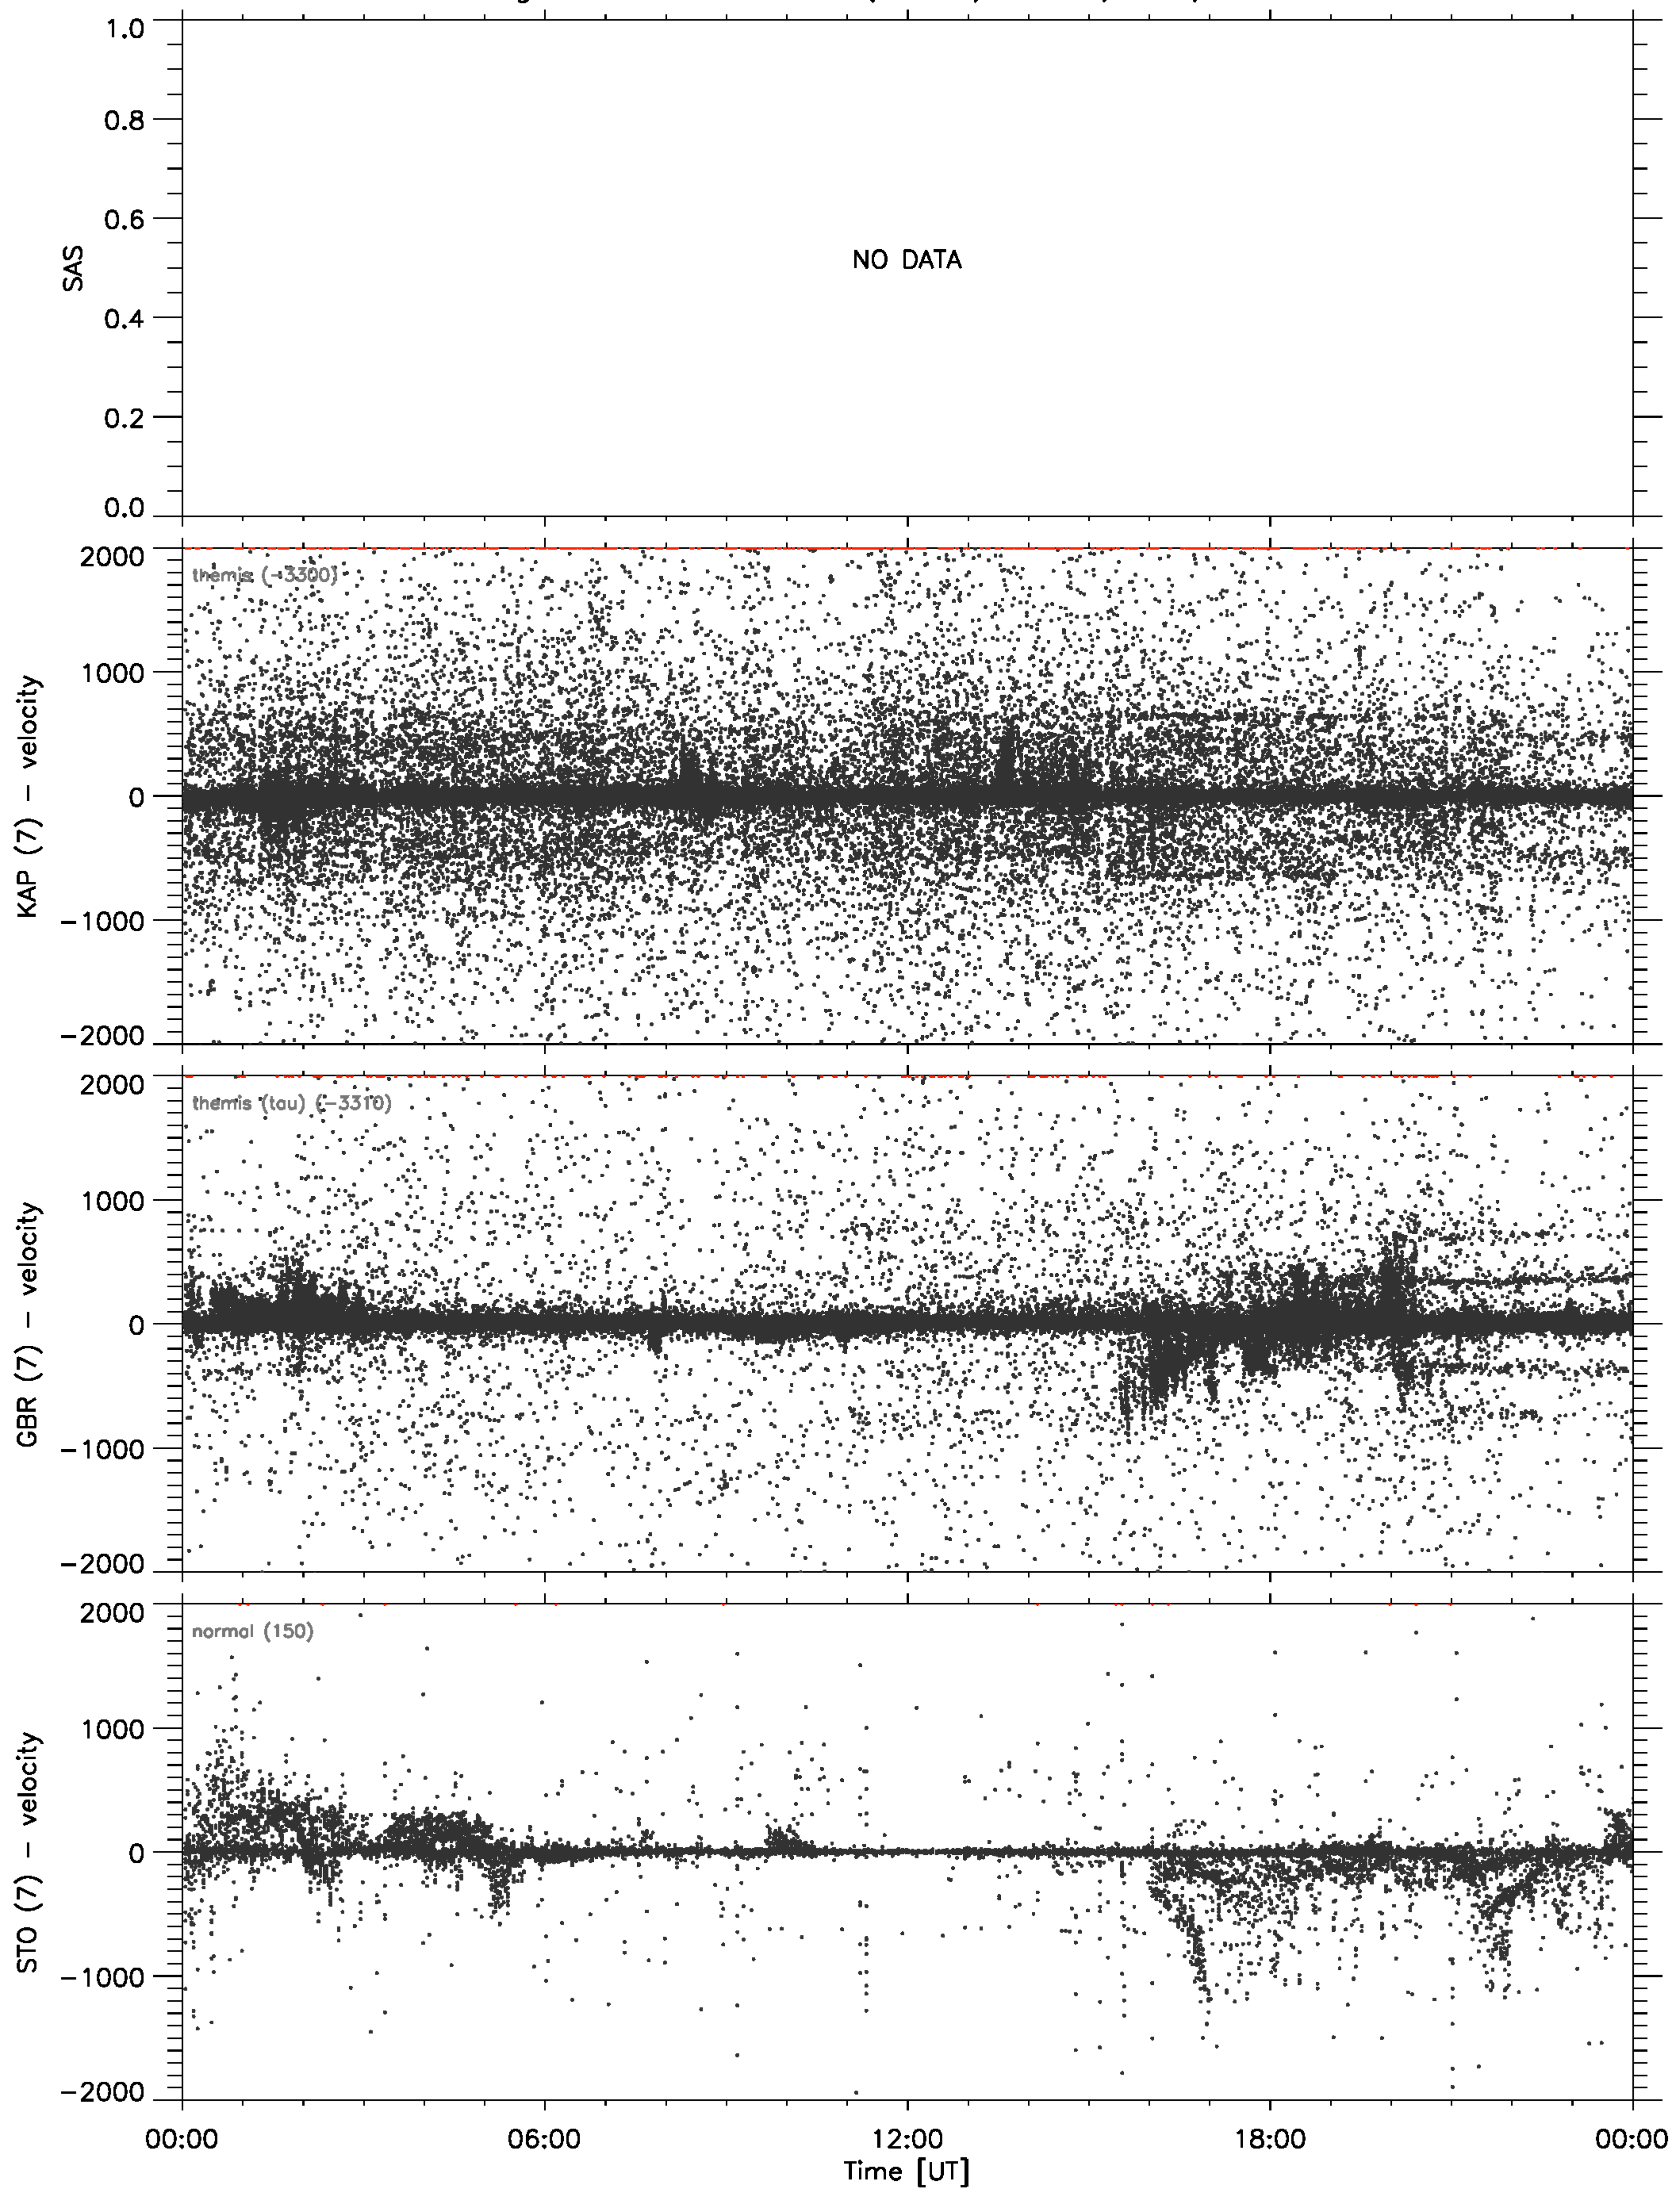 1.0
0.8
0.6
0.4
0.2
0.0
SAS
NO DATA
2000
1000
0
−1000
−2000
KAP (7) − velocity
themis (−3300)
2000
1000
0
−1000
−2000
GBR (7) − velocity
themis (tau) (−3310)
2000
1000
0
−1000
−2000
STO (7) − velocity
normal (150)
00:00 06:00 12:00 18:00 00:00
Time [UT]